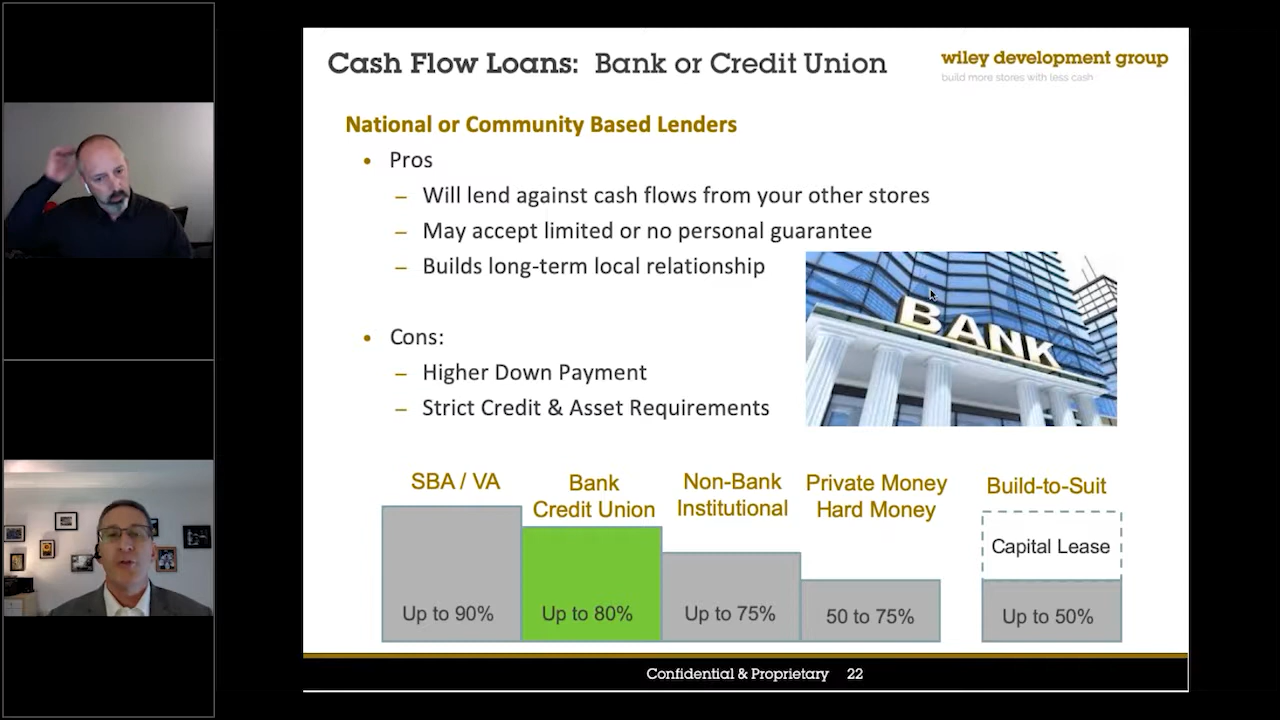 Cash Flow Loans: Bank or Credit Union
wiley development group
build more stores with less cash
National or Community Based Lenders
• Pros
– Will lend against cash flows from your other stores
– May accept limited or no personal guarantee
– Builds long-term local relationship
BANK
• Cons:
– Higher Down Payment
– Strict Credit & Asset Requirements
SBA / VA
Bank
Credit Union
Non-Bank
Institutional
Private Money
Hard Money
Build-to-Suit
Capital Lease
Up to 90%
Up to 80%
Up to 75%
50 to 75%
Up to 50%
Confidential & Proprietary 22